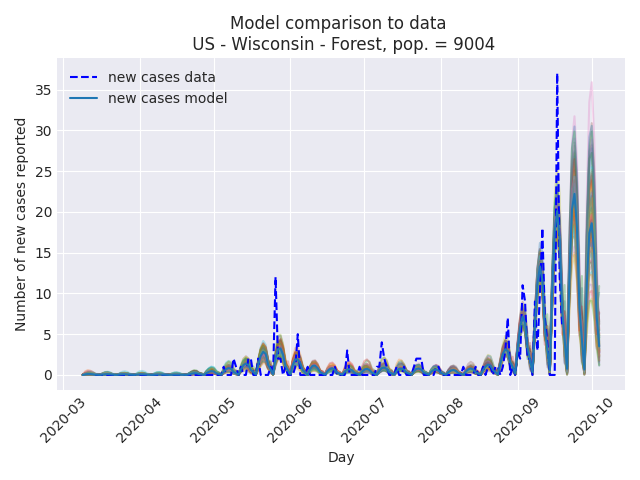 Model comparison to data
US - Wisconsin - Forest, pop. = 9004
new cases data
new cases model
Number of new cases reported
35
30
25
20
15
10
5
0
2020-03
2020-04
2020-05
2020-06
2020-07
2020-08
2020-09
2020-10
Day